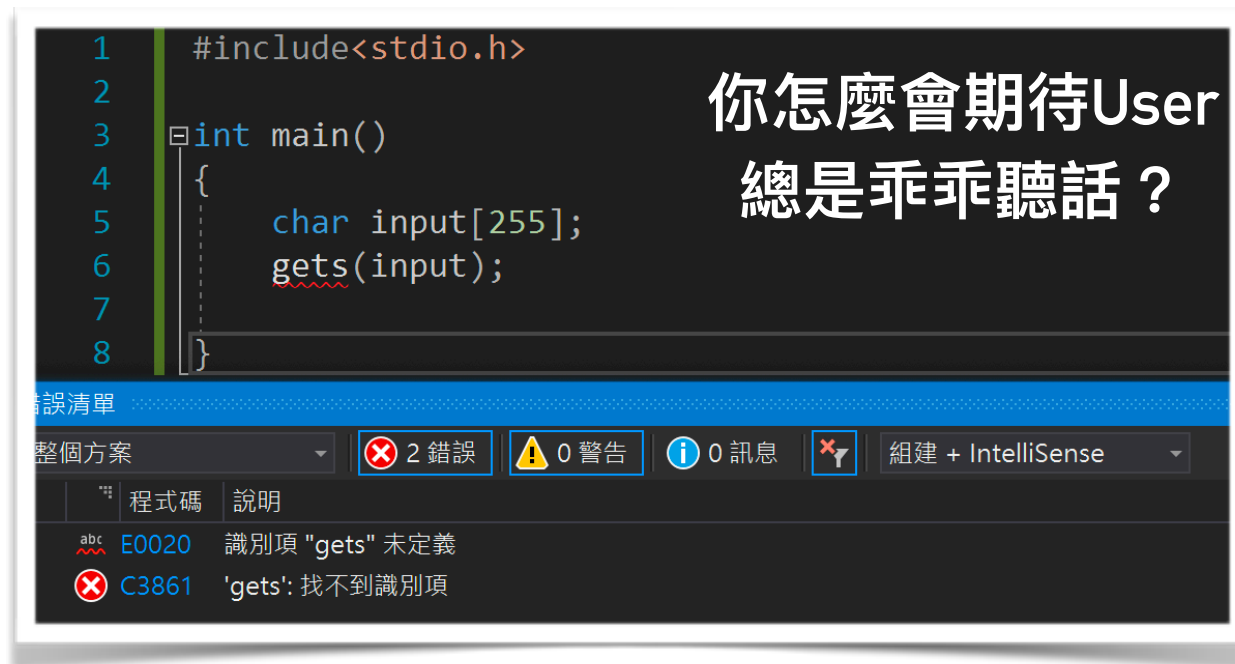 1 #include<stdio.h>
2
3 int main()
4 {
5 char input[255];
6 gets(input);
7
8 }
你怎麼會期待User
總是乖乖聽話？
錯誤清單
整個方案 2 錯誤 0 警告 0 訊息 組建 + IntelliSense
程式碼 說明
abc E0020 識別項 "gets" 未定義
C3861 'gets': 找不到識別項